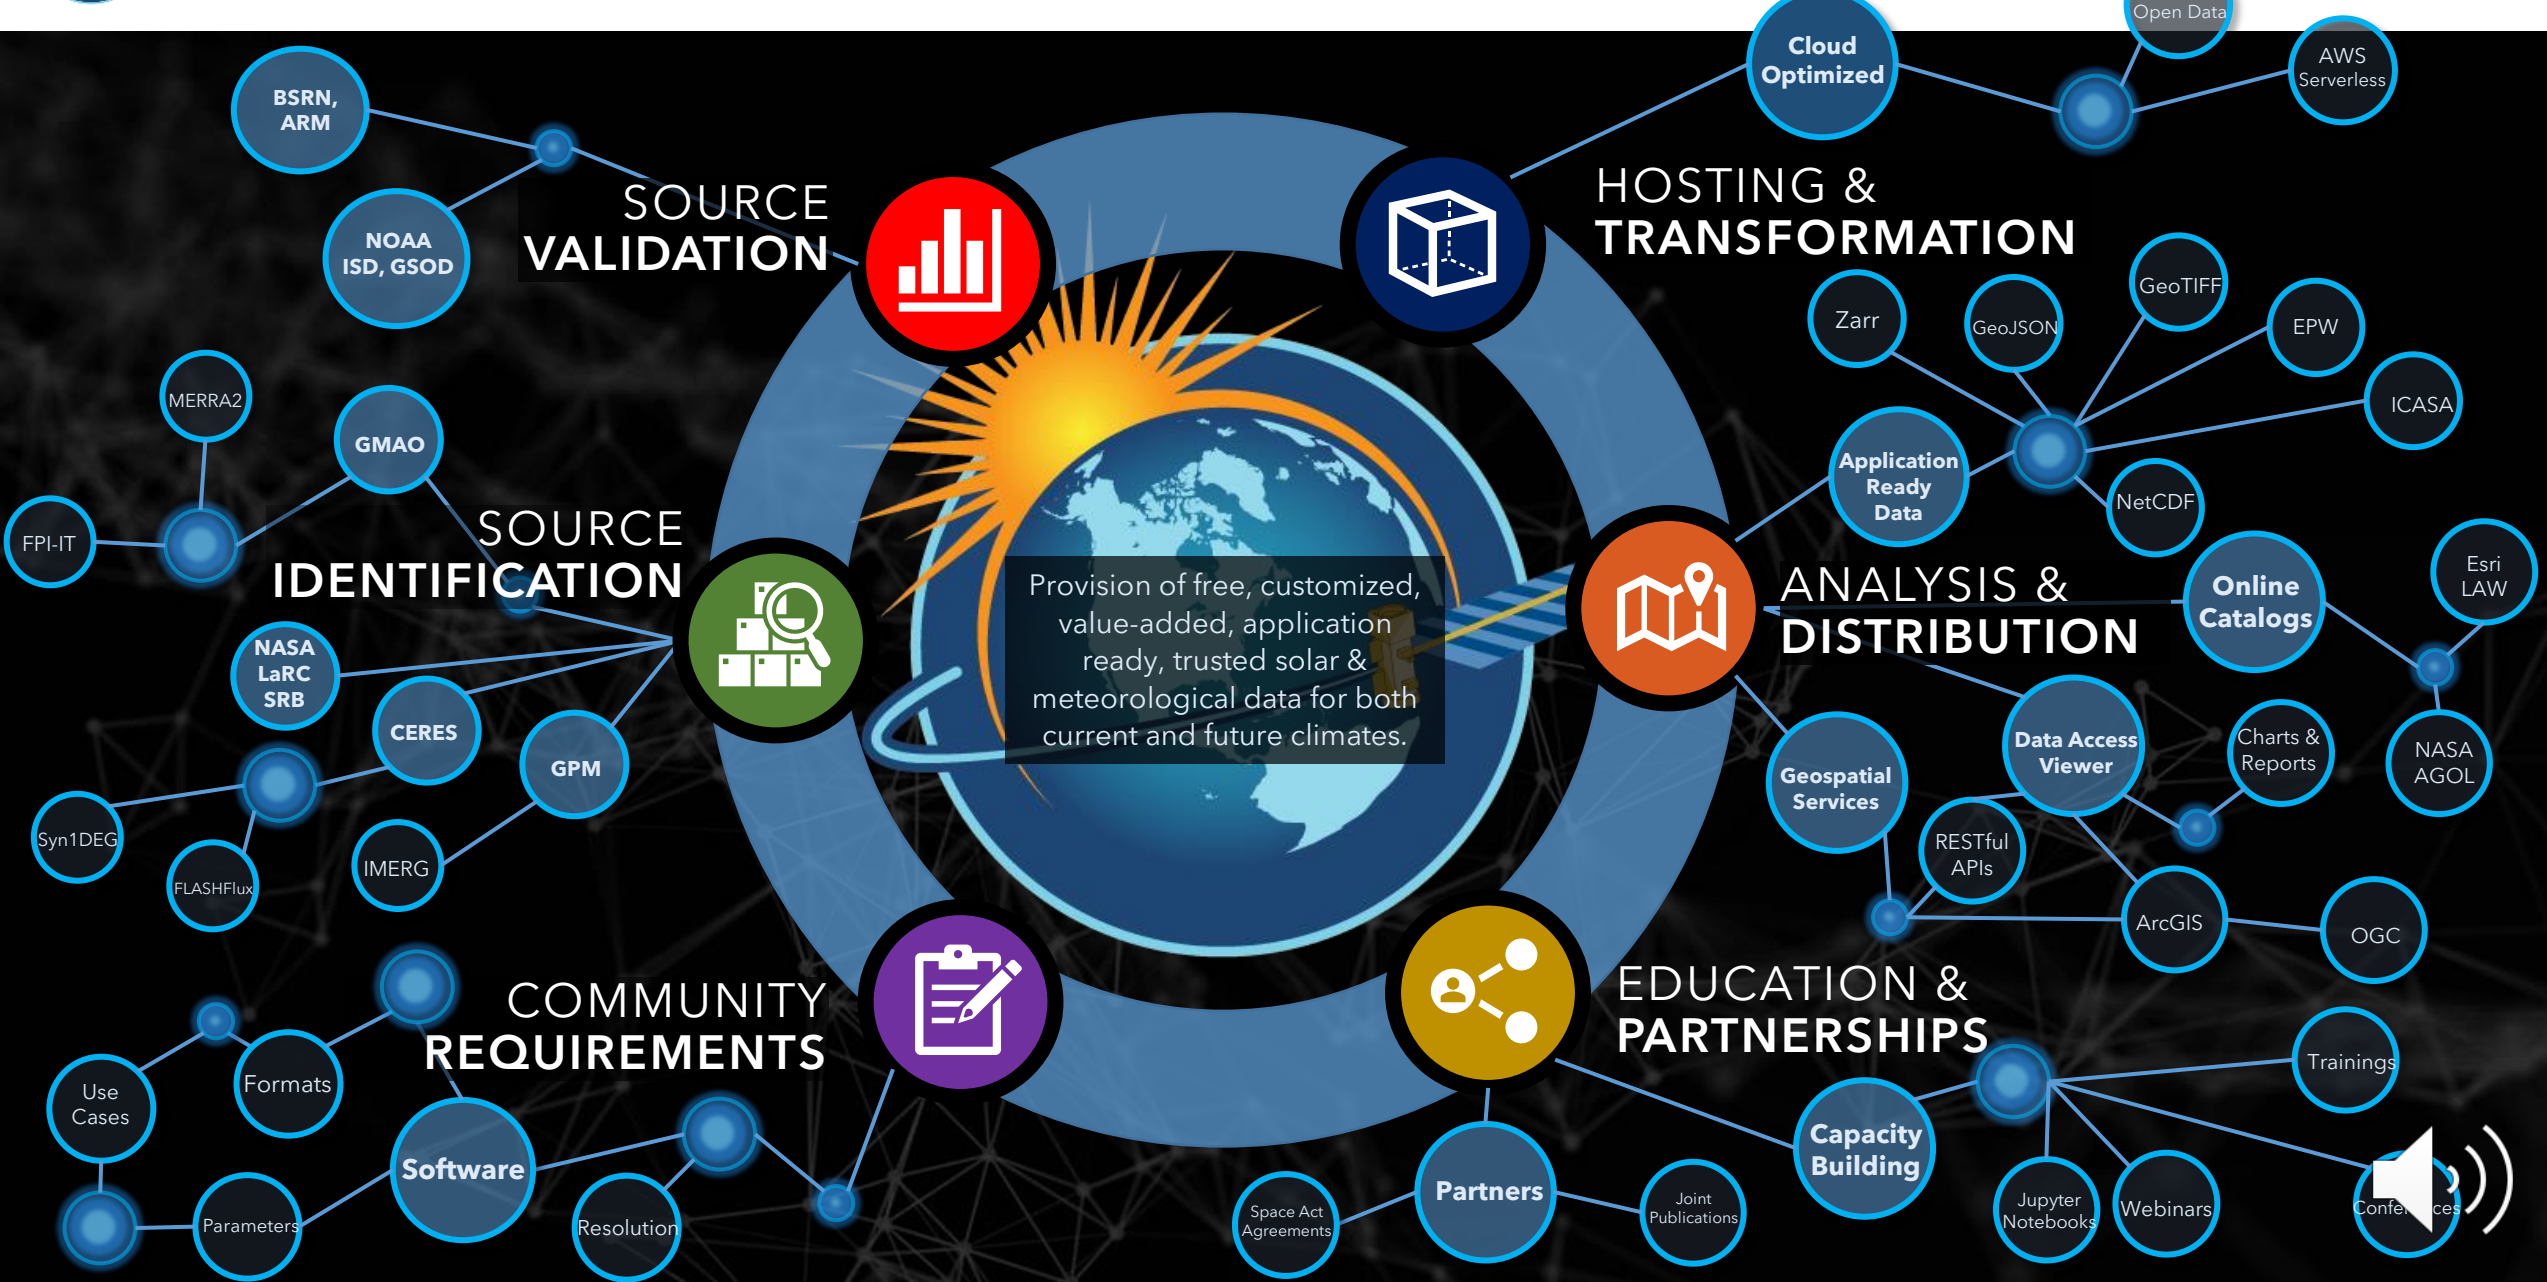 Open Data
AWS
Serverless
Cloud
Optimized
BSRN,
ARM
NOAA
ISD, GSOD
SOURCE
VALIDATION
HOSTING &
TRANSFORMATION
Zarr
GeoJSON
GeoTIFF
EPW
ICASA
NetCDF
Application
Ready
Data
MERRA2
GMAO
FPI-IT
SOURCE
IDENTIFICATION
NASA
LaRC
SRB
CERES
GPM
Syn1DEG
FLASHFlux
IMERG
Provision of free, customized,
value-added, application
ready, trusted solar &
meteorological data for both
current and future climates.
ANALYSIS &
DISTRIBUTION
Online
Catalogs
Esri
LAW
NASA
AGOL
Data Access
Viewer
Charts &
Reports
Geospatial
Services
RESTful
APIs
ArcGIS
OGC
COMMUNITY
REQUIREMENTS
Use
Cases
Formats
Parameters
Software
Resolution
EDUCATION &
PARTNERSHIPS
Partners
Space Act
Agreements
Joint
Publications
Capacity
Building
Trainings
Jupyter
Notebooks
Webinars